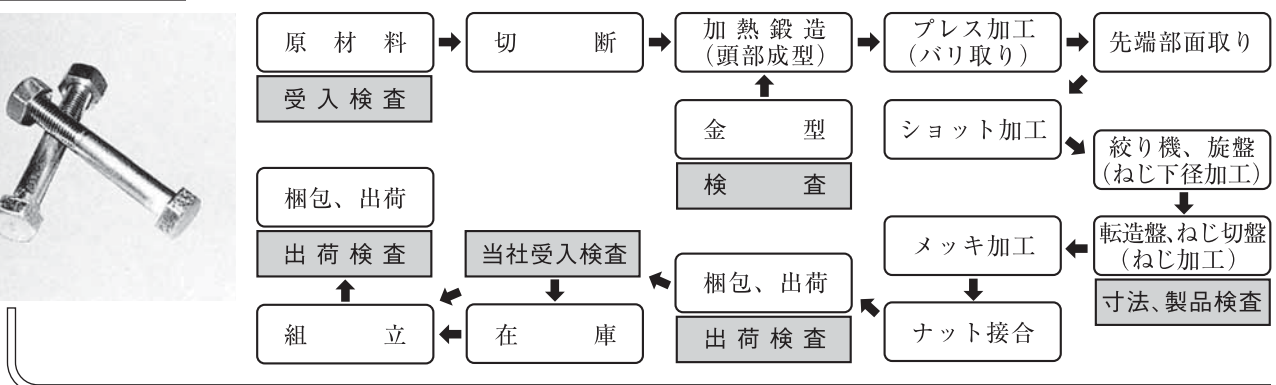 原材料
受入検査
切断
加熱鍛造
(頭部成型)
金型
検査
プレス加工
(バリ取り)
先端部面取り
ショット加工
絞り機、旋盤
(ねじ下径加工)
転造盤、ねじ切盤
(ねじ加工)
寸法、製品検査
メッキ加工
ナット接合
梱包、出荷
出荷検査
当社受入検査
在庫
組立
梱包、出荷
出荷検査